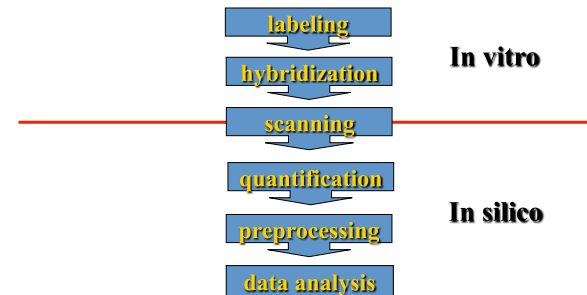 labeling
hybridization
In vitro
scanning
quantification
In silico
preprocessing
data analysis